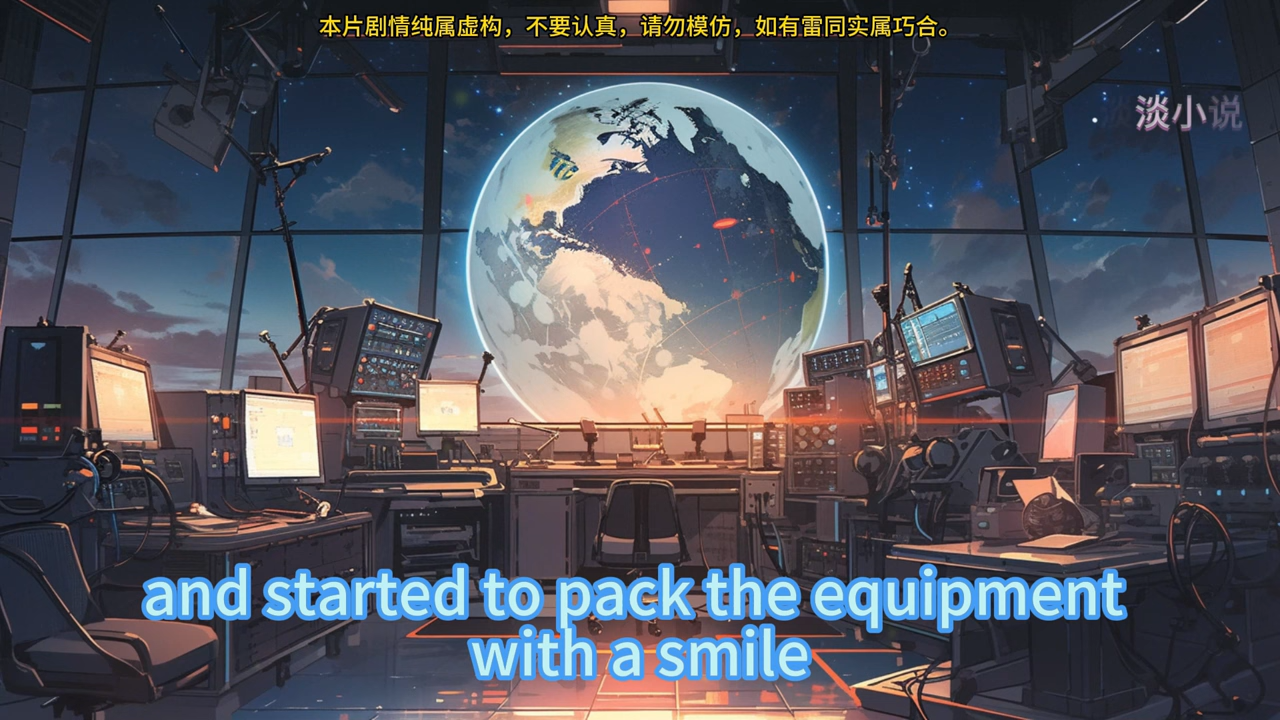 本片剧情纯属虚构，不要认真，请勿模仿，如有雷同实属巧合。
淡小说
and started to pack the equipment
with a smile